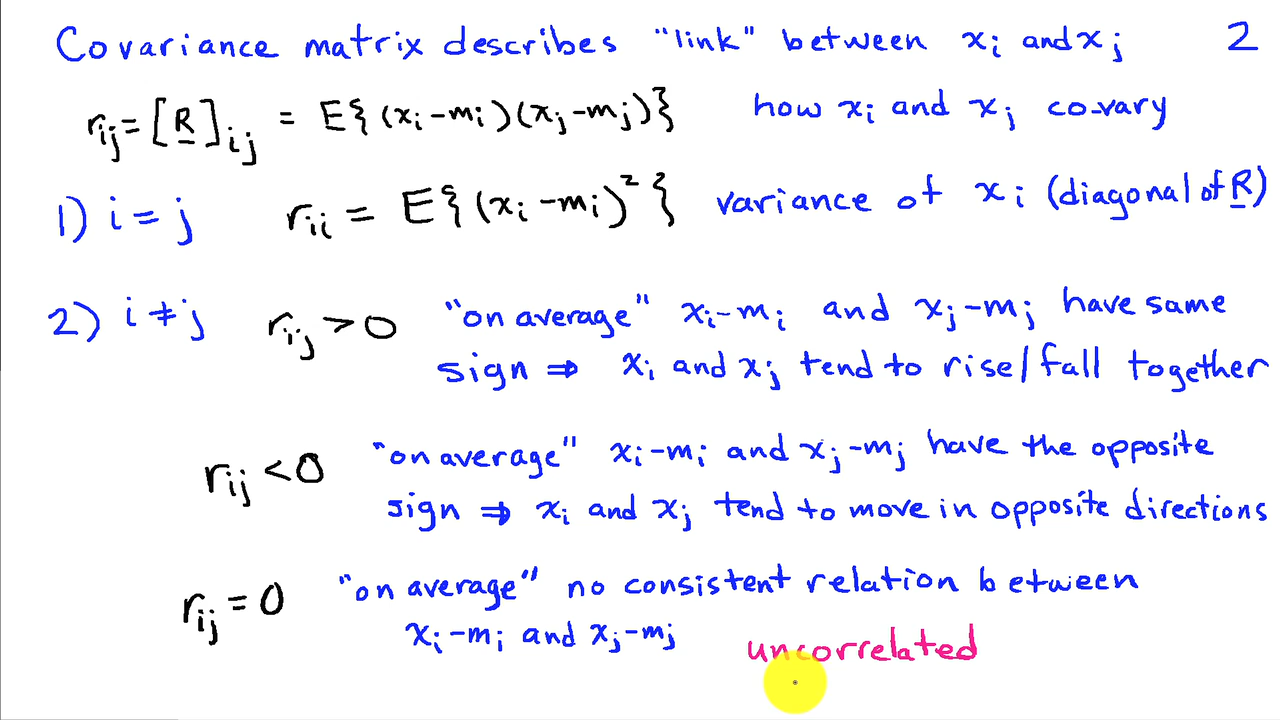 Covariance matrix describes "link" between xᵢ and xⱼ 2
rᵢⱼ = [R̲]ᵢⱼ = E{(xᵢ-mᵢ)(xⱼ-mⱼ)} how xᵢ and xⱼ co-vary
1) i = j rᵢᵢ = E{(xᵢ-mᵢ)²} variance of xᵢ (diagonal of R̲)
2) i ≠ j rᵢⱼ > 0 "on average" xᵢ-mᵢ and xⱼ-mⱼ have same
sign ⇒ xᵢ and xⱼ tend to rise/fall together
rᵢⱼ < 0 "on average" xᵢ-mᵢ and xⱼ-mⱼ have the opposite
sign ⇒ xᵢ and xⱼ tend to move in opposite directions
rᵢⱼ = 0 "on average" no consistent relation between
xᵢ-mᵢ and xⱼ-mⱼ uncorrelated